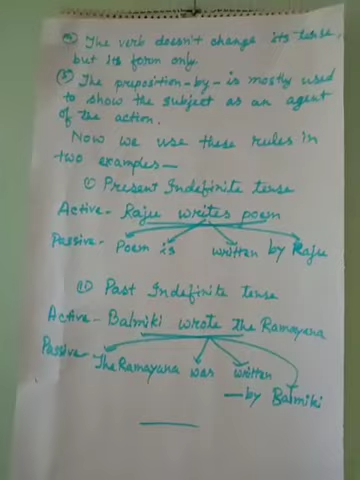 The verb doesn't change its tense,
but its form only.
(3) The preposition - by - is mostly used
to show the subject as an agent
of the action.
Now we use these rules in
two examples —
(i) Present Indefinite tense
Active - Raju writes poem
Passive - Poem is written by Raju
(ii) Past Indefinite tense
Active - Balmiki wrote the Ramayana
Passive - The Ramayana was written
— by Balmiki